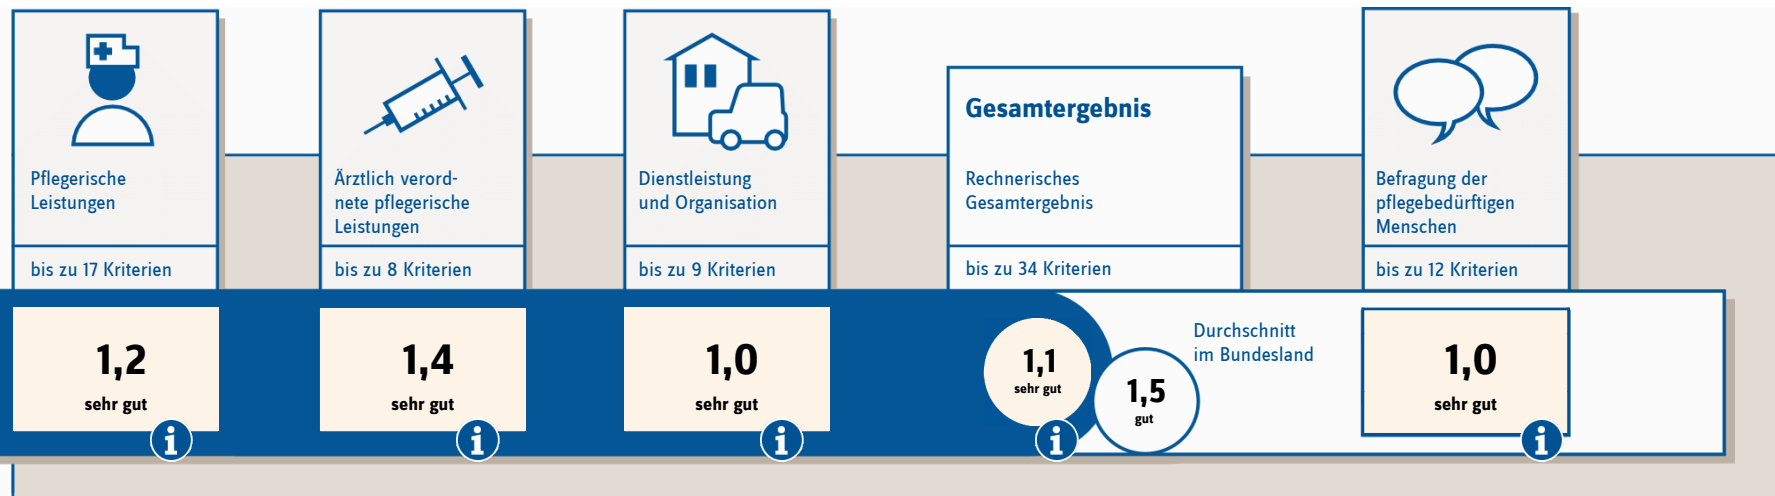 Pflegerische
Leistungen
bis zu 17 Kriterien
1,2
sehr gut
i
Ärztlich verord-
nete pflegerische
Leistungen
bis zu 8 Kriterien
1,4
sehr gut
i
Dienstleistung
und Organisation
bis zu 9 Kriterien
1,0
sehr gut
i
Gesamtergebnis
Rechnerisches
Gesamtergebnis
bis zu 34 Kriterien
1,1
sehr gut
i
1,5
gut
Durchschnitt
im Bundesland
Befragung der
pflegebedürftigen
Menschen
bis zu 12 Kriterien
1,0
sehr gut
i